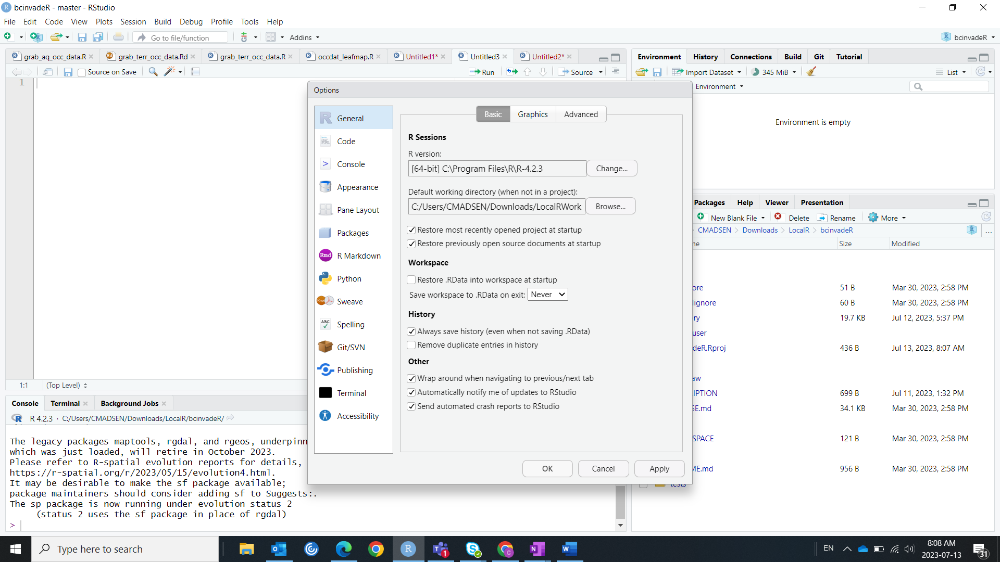 bcinvadeR - master - RStudio
File Edit Code View Plots Session Build Debug Profile Tools Help
Go to file/function Addins bcinvadeR
grab_aq_occ_data.R grab_terr_occ_data.Rd grab_terr_occ_data.R occdat_leafmap.R Untitled1* Untitled3 Untitled2*
Source on Save Run Source
1
1:1 (Top Level)
Console Terminal Background Jobs
R 4.2.3 · C:/Users/CMADSEN/Downloads/LocalR/bcinvadeR/
The legacy packages maptools, rgdal, and rgeos, underpinn
which was just loaded, will retire in October 2023.
Please refer to R-spatial evolution reports for details,
https://r-spatial.org/r/2023/05/15/evolution4.html.
It may be desirable to make the sf package available;
package maintainers should consider adding sf to Suggests:.
The sp package is now running under evolution status 2
(status 2 uses the sf package in place of rgdal)
>
Options
General
Code
Console
Appearance
Pane Layout
Packages
Rmd R Markdown
Python
Sweave
ABC Spelling
Git/SVN
Publishing
Terminal
Accessibility
Basic Graphics Advanced
R Sessions
R version:
[64-bit] C:\Program Files\R\R-4.2.3 Change...
Default working directory (when not in a project):
C:/Users/CMADSEN/Downloads/LocalRWork Browse...
Restore most recently opened project at startup
Restore previously open source documents at startup
Workspace
Restore .RData into workspace at startup
Save workspace to .RData on exit: Never
History
Always save history (even when not saving .RData)
Remove duplicate entries in history
Other
Wrap around when navigating to previous/next tab
Automatically notify me of updates to RStudio
Send automated crash reports to RStudio
OK Cancel Apply
Environment History Connections Build Git Tutorial
Import Dataset 345 MiB List
Environment
Environment is empty
Packages Help Viewer Presentation
New Blank File Delete Rename More
CMADSEN Downloads LocalR bcinvadeR ...
me Size Modified
ore 51 B Mar 30, 2023, 2:58 PM
lignore 60 B Mar 30, 2023, 2:58 PM
ry 19.7 KB Jul 12, 2023, 5:37 PM
user
deR.Rproj 436 B Jul 13, 2023, 8:07 AM
aw
IPTION 699 B Jul 11, 2023, 1:32 PM
SE.md 34.1 KB Mar 30, 2023, 2:58 PM
SPACE 121 B Mar 30, 2023, 2:58 PM
ME.md 956 B Mar 30, 2023, 2:58 PM
tests
Type here to search
EN 8:08 AM
2023-07-13
1
31